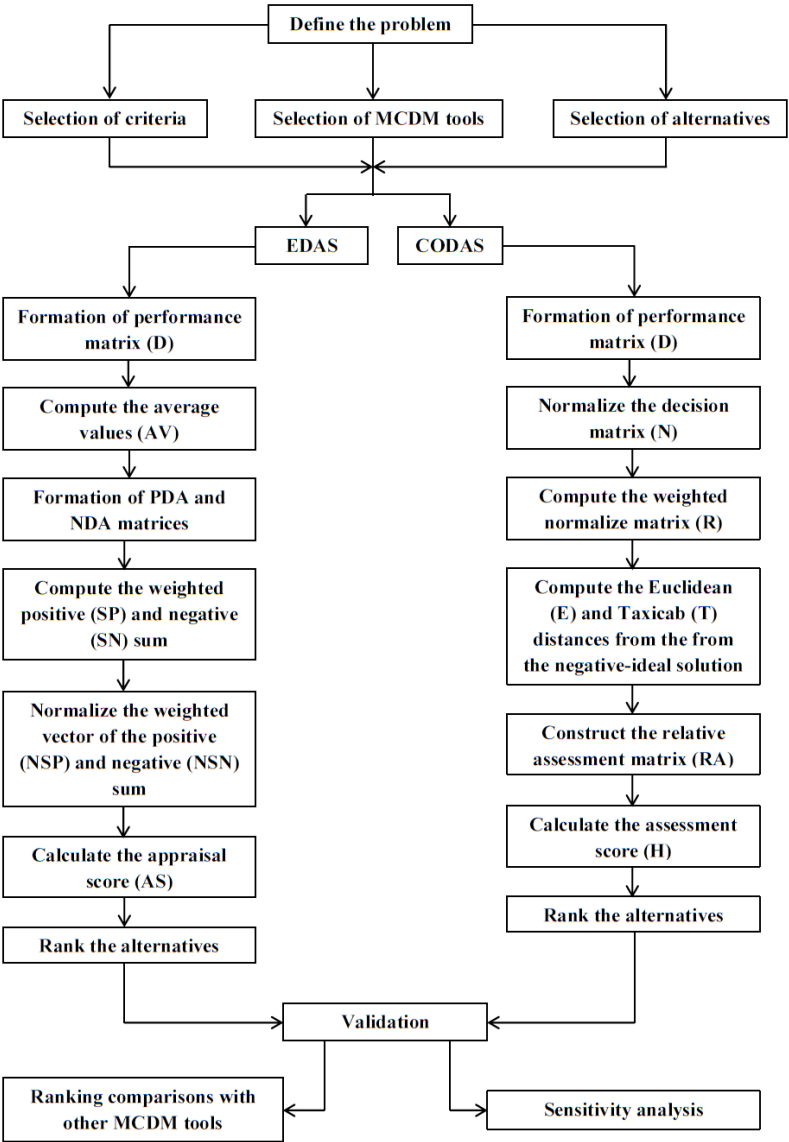 Define the problem
Selection of criteria
Selection of MCDM tools
Selection of alternatives
EDAS
CODAS
Formation of performance
matrix (D)
Compute the average
values (AV)
Formation of PDA and
NDA matrices
Compute the weighted
positive (SP) and negative
(SN) sum
Normalize the weighted
vector of the positive
(NSP) and negative (NSN)
sum
Calculate the appraisal
score (AS)
Rank the alternatives
Formation of performance
matrix (D)
Normalize the decision
matrix (N)
Compute the weighted
normalize matrix (R)
Compute the Euclidean
(E) and Taxicab (T)
distances from the from
the negative-ideal solution
Construct the relative
assessment matrix (RA)
Calculate the assessment
score (H)
Rank the alternatives
Validation
Ranking comparisons with
other MCDM tools
Sensitivity analysis